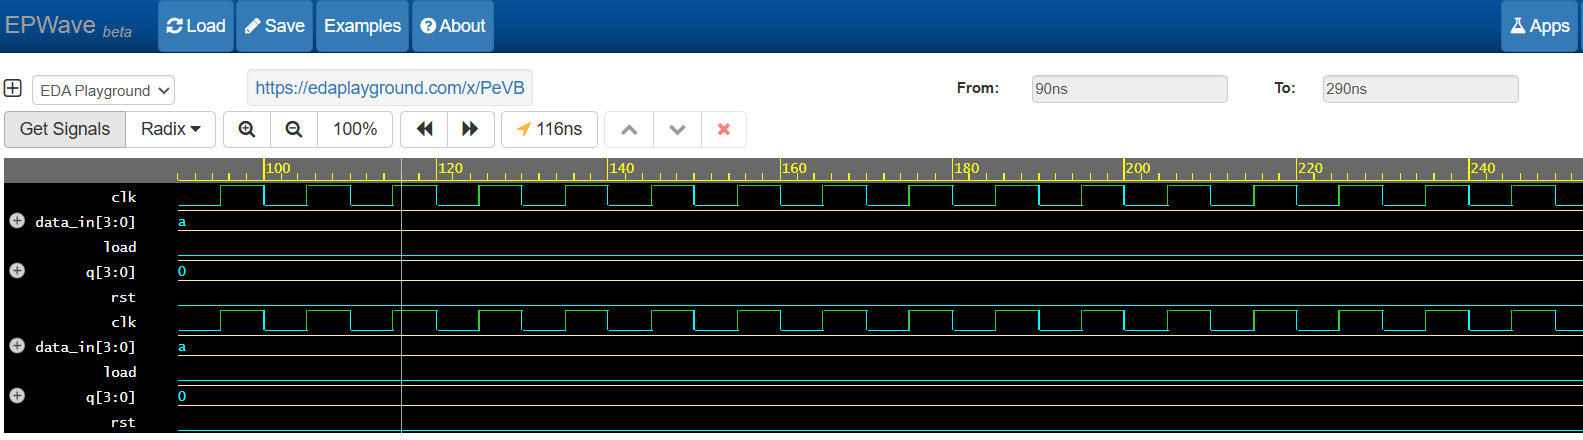 EPWave beta Load Save Examples About Apps
EDA Playground https://edaplayground.com/x/PeVB From: 90ns To: 290ns
Get Signals Radix 100% 116ns
100 120 140 160 180 200 220 240
clk
data_in[3:0] a
load
q[3:0] 0
rst
clk
data_in[3:0] a
load
q[3:0] 0
rst